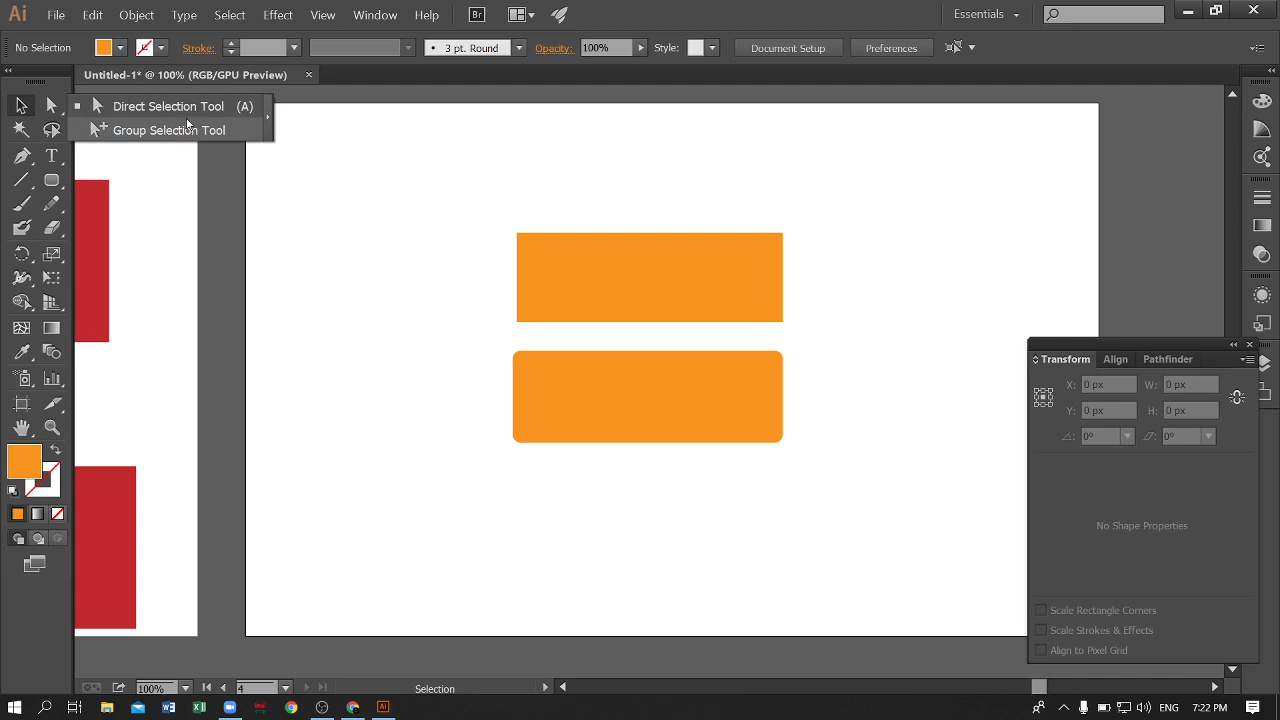 Ai File Edit Object Type Select Effect View Window Help Br Essentials
No Selection Stroke: 3 pt. Round Opacity: 100% Style: Document Setup Preferences
Untitled-1* @ 100% (RGB/GPU Preview)
Direct Selection Tool (A)
Group Selection Tool
T
Transform Align Pathfinder
X: 0 px W: 0 px
Y: 0 px H: 0 px
0° 0°
No Shape Properties
Scale Rectangle Corners
Scale Strokes & Effects
Align to Pixel Grid
100% 4 Selection
Ai ENG 7:22 PM